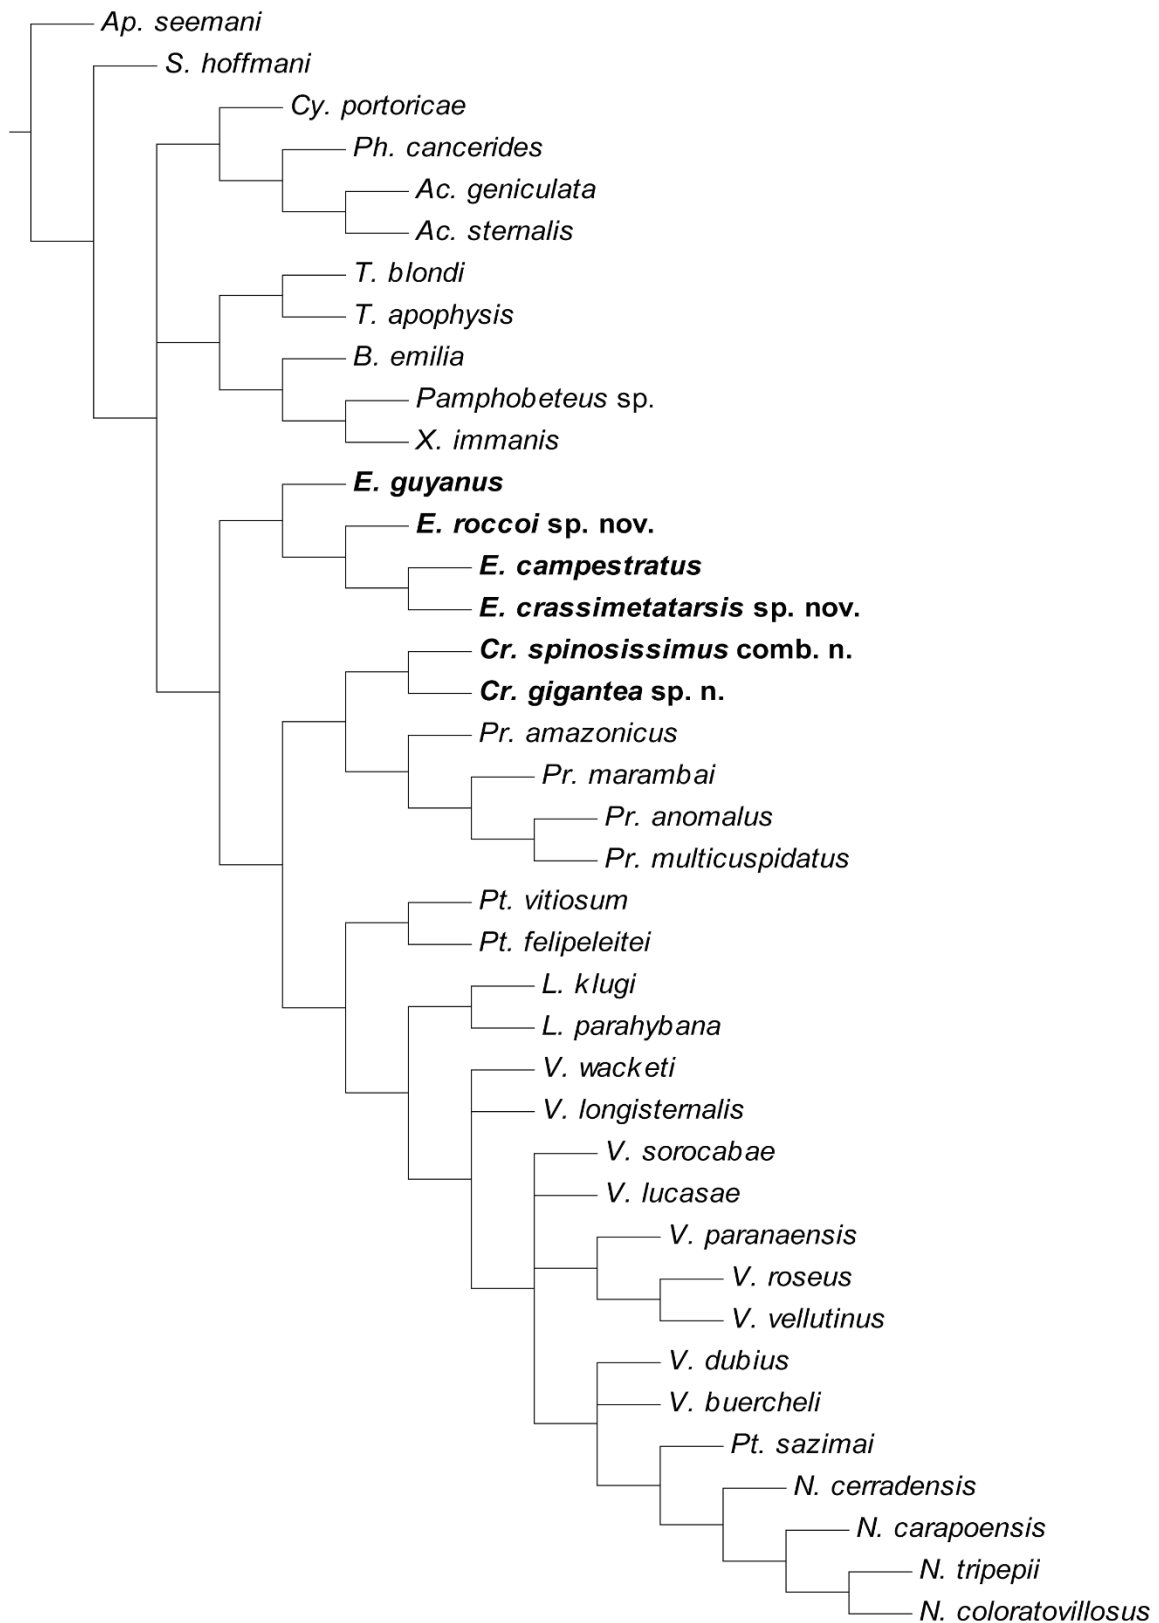 Ap. seemani
S. hoffmani
Cy. portoricae
Ph. cancerides
Ac. geniculata
Ac. sternalis
T. blondi
T. apophysis
B. emilia
Pamphobeteus sp.
X. immanis
E. guyanus
E. roccoi sp. nov.
E. campestratus
E. crassimetatarsis sp. nov.
Cr. spinosissimus comb. n.
Cr. gigantea sp. n.
Pr. amazonicus
Pr. marambai
Pr. anomalus
Pr. multicuspidatus
Pt. vitiosum
Pt. felipeleitei
L. klugi
L. parahybana
V. wacketi
V. longisternalis
V. sorocabae
V. lucasae
V. paranaensis
V. roseus
V. vellutinus
V. dubius
V. buercheli
Pt. sazimai
N. cerradensis
N. carapoensis
N. tripepii
N. coloratovillosus